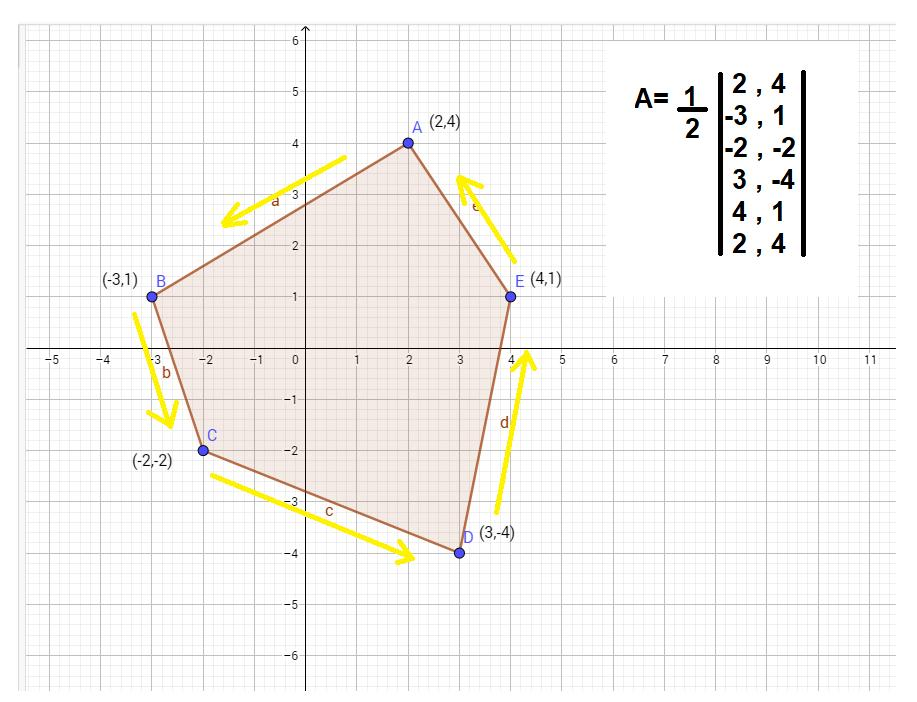 6
5
A (2,4)
4
3
a
e
2
(-3,1) B
1
E (4,1)
-5 -4 -3 -2 -1 0 1 2 3 4 5 6 7 8 9 10 11
b
-1
d
C
-2
(-2,-2)
-3
c
D (3,-4)
-4
-5
-6
A= 1
2
2 , 4
-3 , 1
-2 , -2
3 , -4
4 , 1
2 , 4